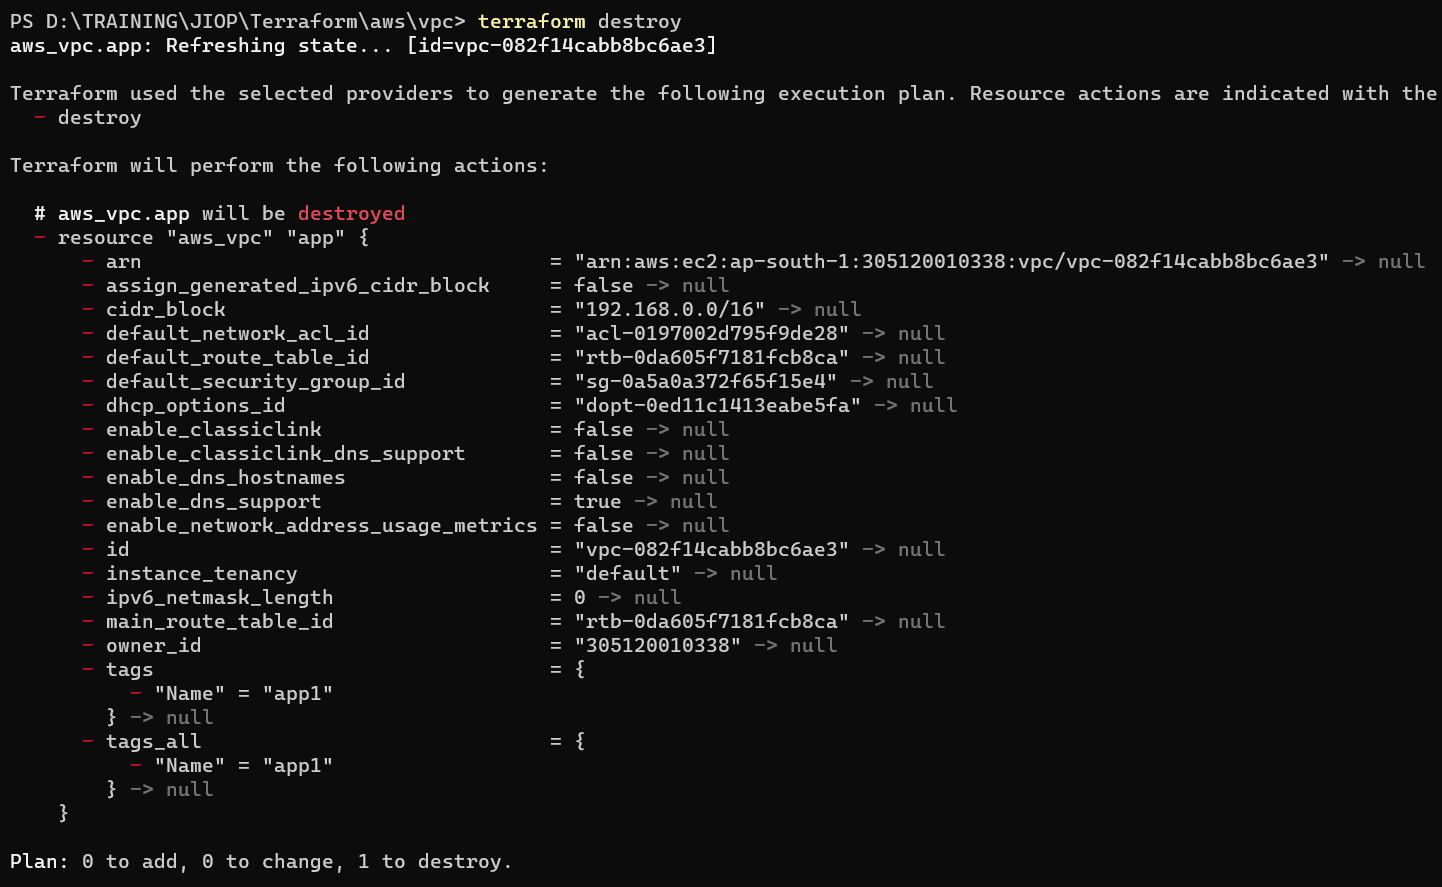 PS D:\TRAINING\JIOP\Terraform\aws\vpc> terraform destroy
aws_vpc.app: Refreshing state... [id=vpc-082f14cabb8bc6ae3]
Terraform used the selected providers to generate the following execution plan. Resource actions are indicated with the
- destroy
Terraform will perform the following actions:
# aws_vpc.app will be destroyed
- resource "aws_vpc" "app" {
- arn = "arn:aws:ec2:ap-south-1:305120010338:vpc/vpc-082f14cabb8bc6ae3" -> null
- assign_generated_ipv6_cidr_block = false -> null
- cidr_block = "192.168.0.0/16" -> null
- default_network_acl_id = "acl-0197002d795f9de28" -> null
- default_route_table_id = "rtb-0da605f7181fcb8ca" -> null
- default_security_group_id = "sg-0a5a0a372f65f15e4" -> null
- dhcp_options_id = "dopt-0ed11c1413eabe5fa" -> null
- enable_classiclink = false -> null
- enable_classiclink_dns_support = false -> null
- enable_dns_hostnames = false -> null
- enable_dns_support = true -> null
- enable_network_address_usage_metrics = false -> null
- id = "vpc-082f14cabb8bc6ae3" -> null
- instance_tenancy = "default" -> null
- ipv6_netmask_length = 0 -> null
- main_route_table_id = "rtb-0da605f7181fcb8ca" -> null
- owner_id = "305120010338" -> null
- tags = {
- "Name" = "app1"
} -> null
- tags_all = {
- "Name" = "app1"
} -> null
}
Plan: 0 to add, 0 to change, 1 to destroy.